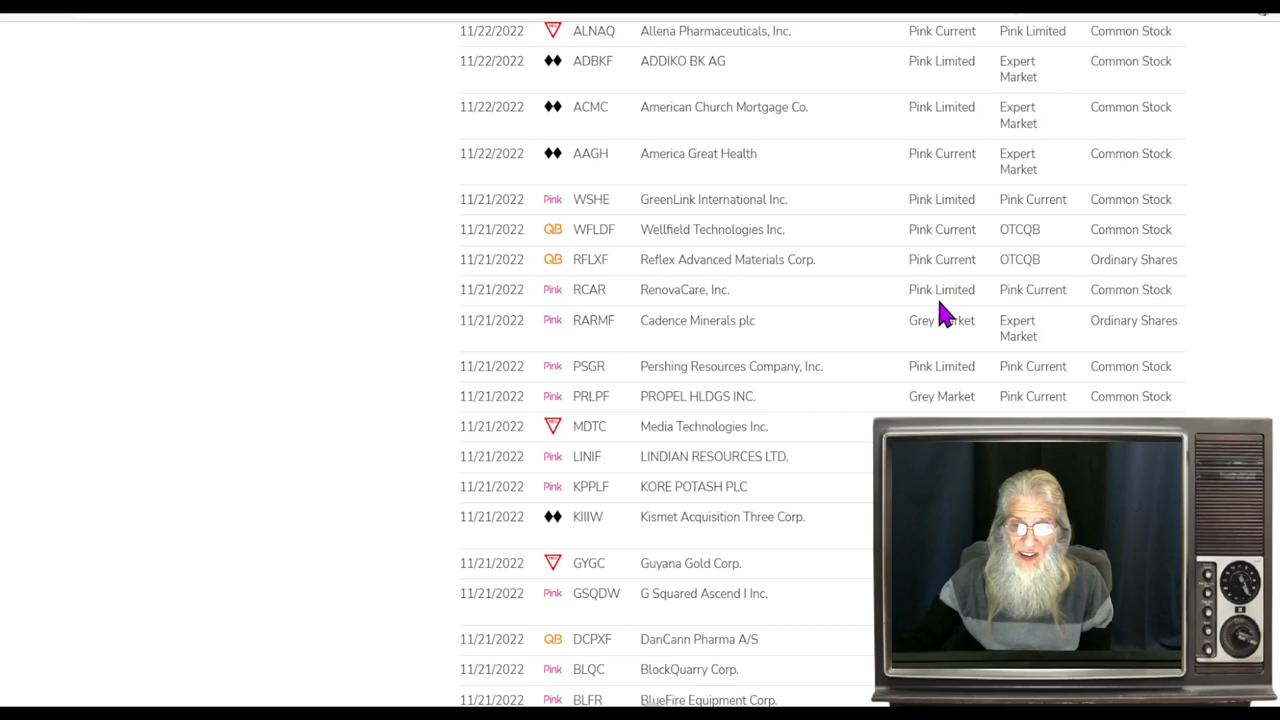 11/22/2022 ALNAQ Allena Pharmaceuticals, Inc. Pink Current Pink Limited Common Stock
11/22/2022 ADBKF ADDIKO BK AG Pink Limited Expert Market Common Stock
11/22/2022 ACMC American Church Mortgage Co. Pink Limited Expert Market Common Stock
11/22/2022 AAGH America Great Health Pink Current Expert Market Common Stock
11/21/2022 Pink WSHE GreenLink International Inc. Pink Limited Pink Current Common Stock
11/21/2022 QB WFLDF Wellfield Technologies Inc. Pink Current OTCQB Common Stock
11/21/2022 QB RFLXF Reflex Advanced Materials Corp. Pink Current OTCQB Ordinary Shares
11/21/2022 Pink RCAR RenovaCare, Inc. Pink Limited Pink Current Common Stock
11/21/2022 Pink RARMF Cadence Minerals plc Grey Market Expert Market Ordinary Shares
11/21/2022 Pink PSGR Pershing Resources Company, Inc. Pink Limited Pink Current Common Stock
11/21/2022 Pink PRLPF PROPEL HLDGS INC. Grey Market Pink Current Common Stock
11/21/2022 MDTC Media Technologies Inc.
11/21/2022 Pink LINIF LINDIAN RESOURCES LTD.
11/21/2022 Pink KPPLF KORE POTASH PLC
11/21/2022 KIIIW Kismet Acquisition Three Corp.
11/21/2022 GYGC Guyana Gold Corp.
11/21/2022 Pink GSQDW G Squared Ascend I Inc.
11/21/2022 QB DCPXF DanCann Pharma A/S
11/21/2022 Pink BLQC BlockQuarry Corp.
11/21/2022 Pink BLFR BlueFire Equipment Corp.